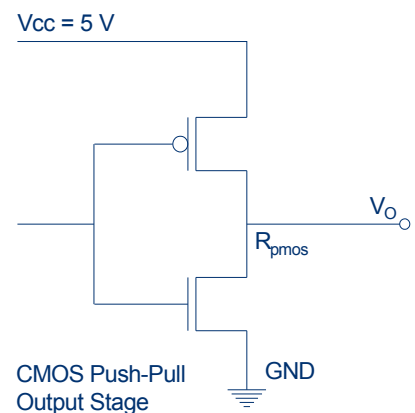 Vcc = 5 V
VO
Rpmos
GND
CMOS Push-Pull
Output Stage